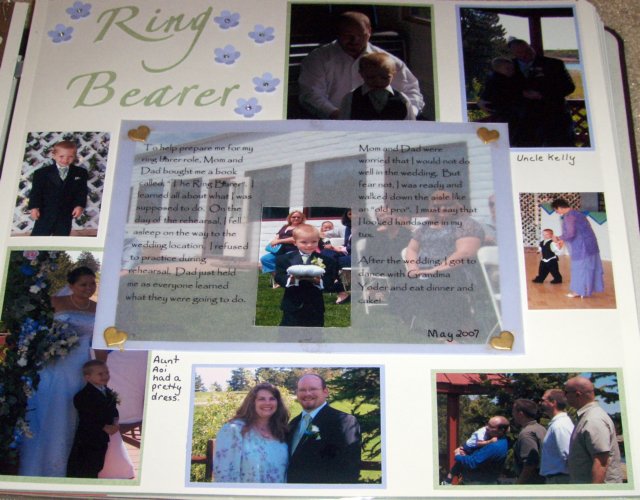 Ring
Bearer
To help prepare me for my
ring bearer role, Mom and
Dad bought me a book
called, "The Ring Bearer". I
learned all about what I was
supposed to do. On the
day of the rehearsal, I fell
asleep on the way to the
wedding location. I refused
to practice during
rehearsal. Dad just held
me as everyone learned
what they were going to do.
Mom and Dad were
worried that I would not do
well in the wedding. But
fear not, I was ready and
walked down the aisle like
an "old pro". I must say that
I looked handsome in my
tux.
After the wedding, I got to
dance with Grandma
Yoder and eat dinner and
cake!
May 2007
Uncle Kelly
Aunt
Aoi
had a
pretty
dress.